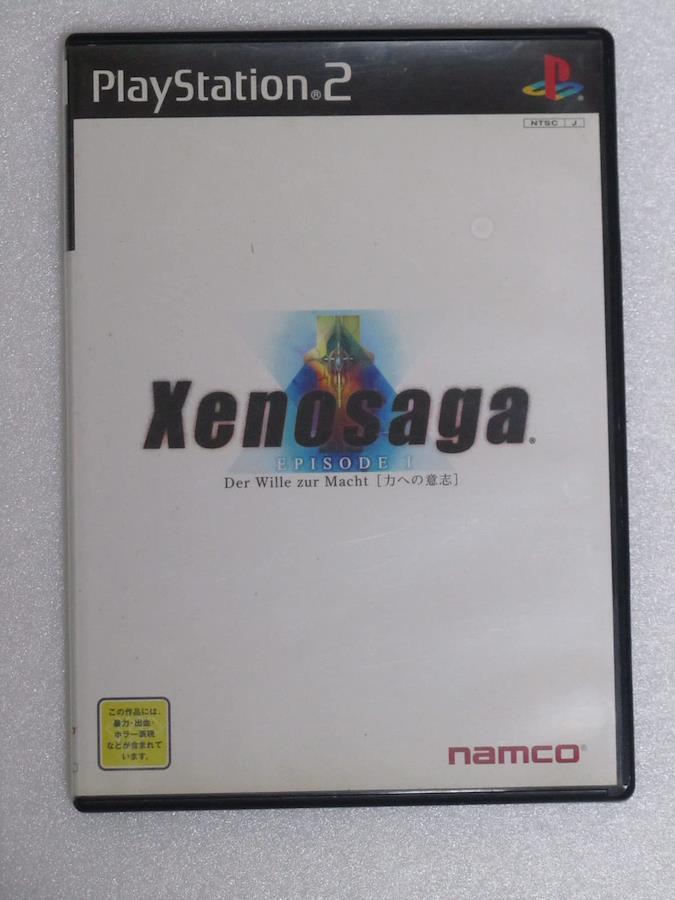 PlayStation®2
NTSC J
Xenosaga®
EPISODE I
Der Wille zur Macht [力への意志]
この作品には、
暴力・出血・
ホラー表現
などが含まれて
います。
namco®